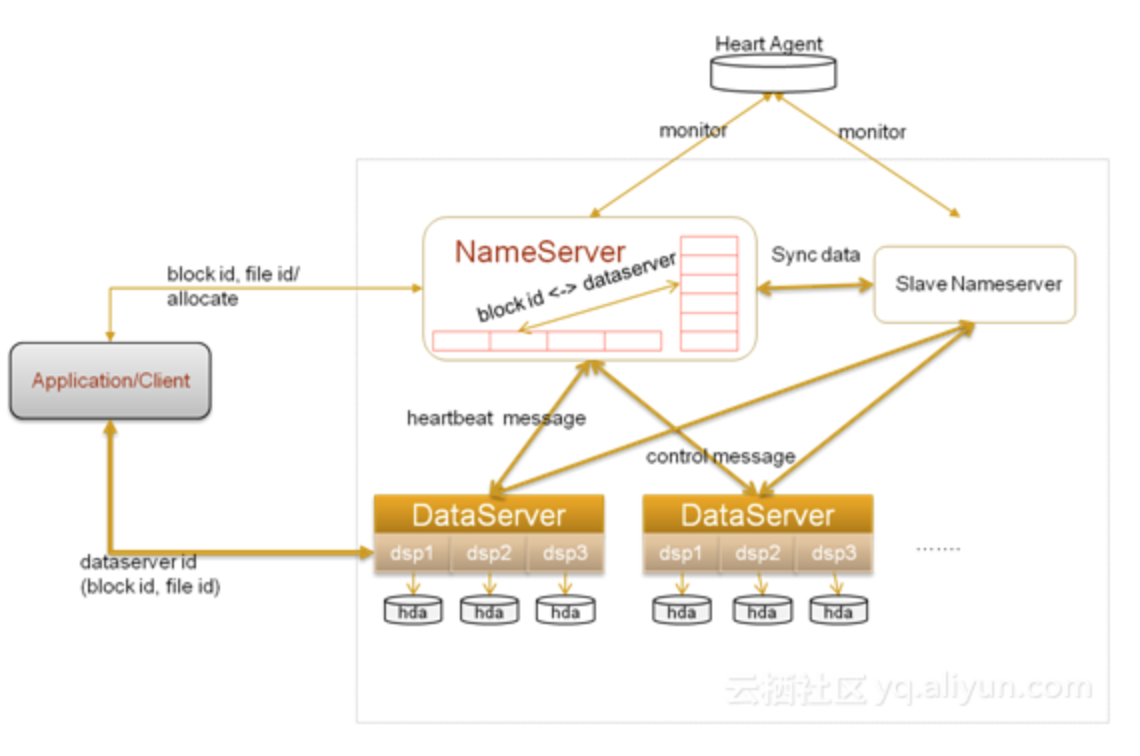 Heart Agent
monitor
monitor
NameServer
block id <-> dataserver
Sync data
Slave Nameserver
block id, file id/
allocate
Application/Client
heartbeat message
control message
DataServer
dsp1 dsp2 dsp3
hda hda hda
DataServer
dsp1 dsp2 dsp3
hda hda hda
.......
dataserver id
(block id, file id)
云栖社区 yq.aliyun.com